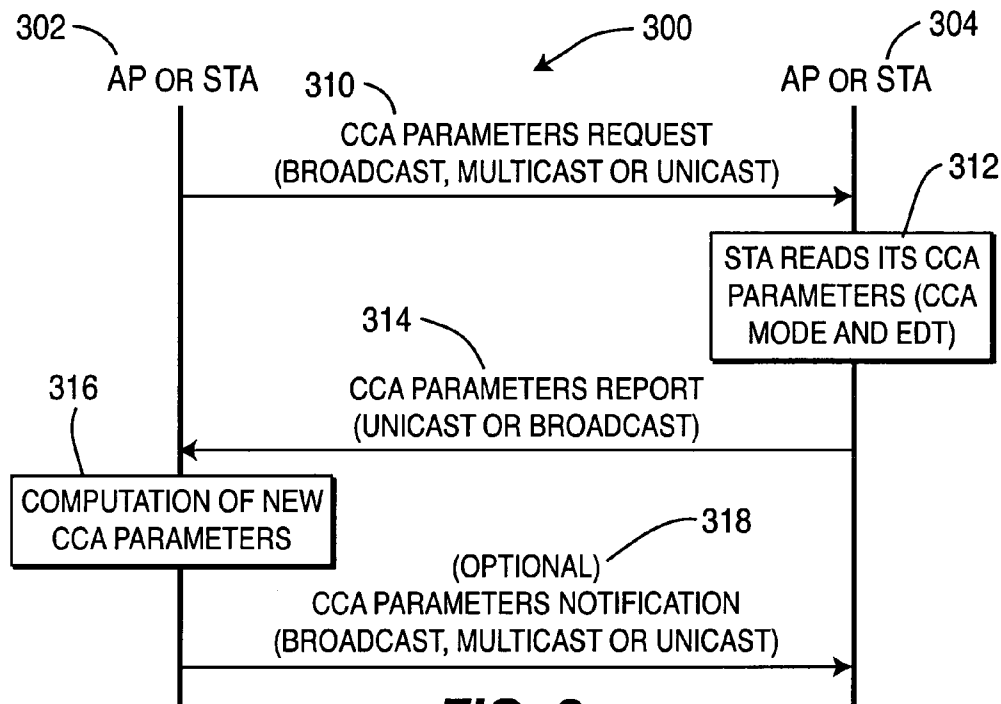 302
300
304
AP OR STA
310
AP OR STA
CCA PARAMETERS REQUEST
(BROADCAST, MULTICAST OR UNICAST)
312
STA READS ITS CCA
PARAMETERS (CCA
MODE AND EDT)
314
CCA PARAMETERS REPORT
(UNICAST OR BROADCAST)
316
COMPUTATION OF NEW
CCA PARAMETERS
318
(OPTIONAL)
CCA PARAMETERS NOTIFICATION
(BROADCAST, MULTICAST OR UNICAST)